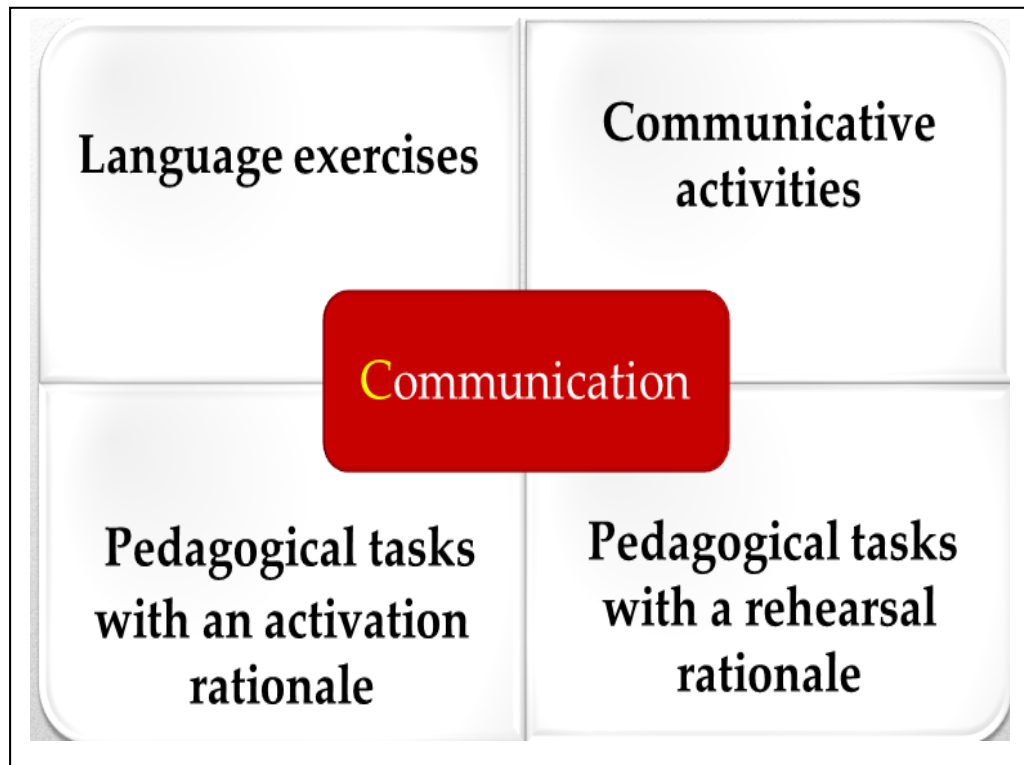 Language exercises
Communicative
activities
Communication
Pedagogical tasks
with an activation
rationale
Pedagogical tasks
with a rehearsal
rationale